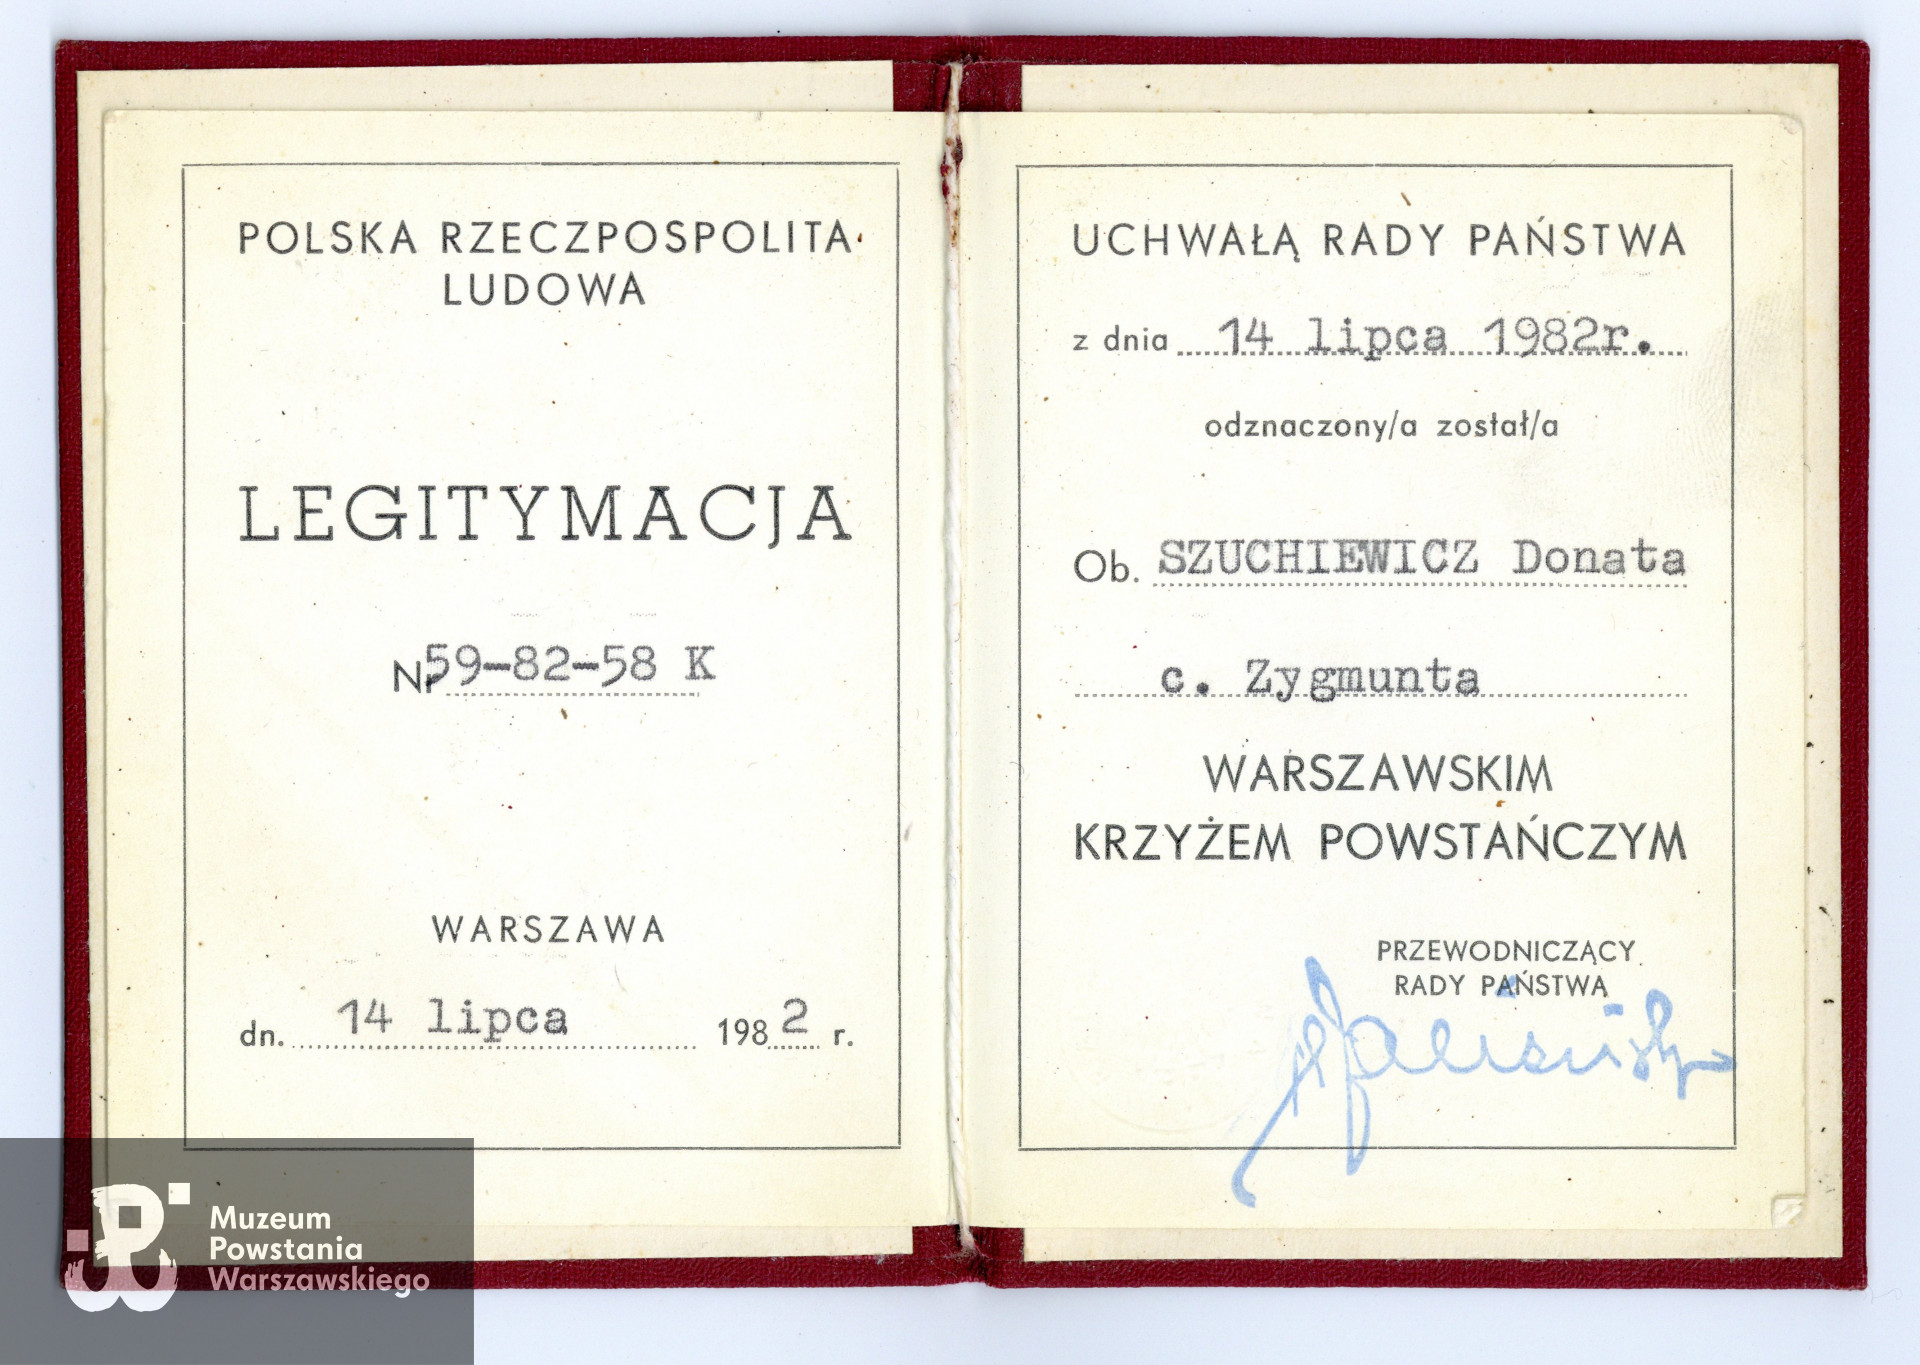 POLSKA RZECZPOSPOLITA
LUDOWA
LEGITYMACJA
Nr 59-82-58 K
WARSZAWA
dn. 14 lipca 1982 r.
UCHWAŁĄ RADY PAŃSTWA
z dnia 14 lipca 1982r.
odznaczony/a został/a
Ob. SZUCHIEWICZ Donata
c. Zygmunta
WARSZAWSKIM
KRZYŻEM POWSTAŃCZYM
PRZEWODNICZĄCY
RADY PAŃSTWA
Muzeum
Powstania
Warszawskiego